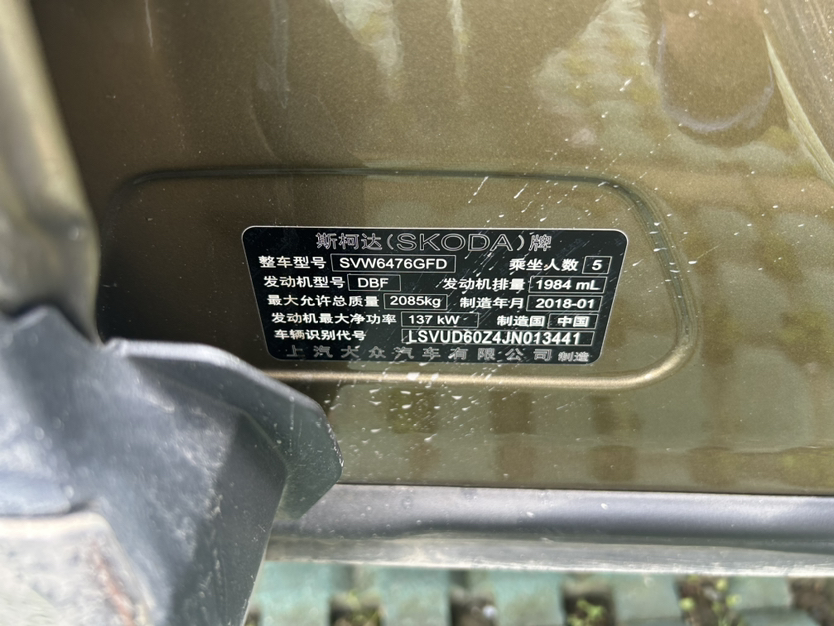 斯柯达(SKODA)牌
整车型号 SVW6476GFD 乘坐人数 5
发动机型号 DBF 发动机排量 1984 mL
最大允许总质量 2085kg 制造年月 2018-01
发动机最大净功率 137 kW 制造国 中国
车辆识别代号 LSVUD60Z4JN013441
上汽大众汽车有限公司 制造